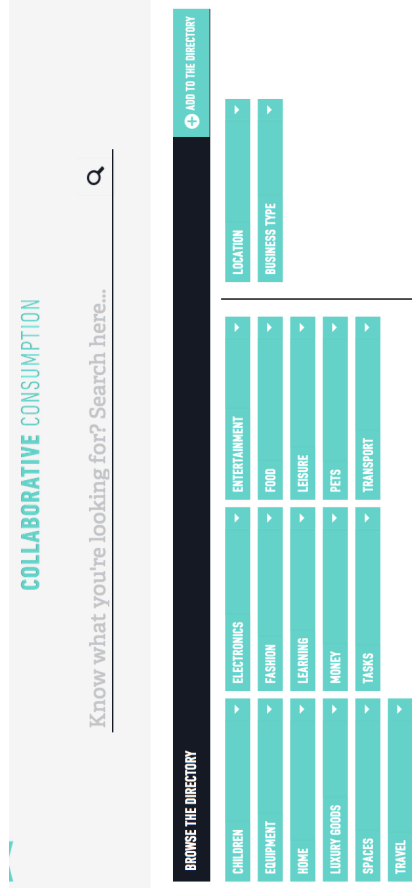 COLLABORATIVE CONSUMPTION
Know what you're looking for? Search here...
BROWSE THE DIRECTORY
ADD TO THE DIRECTORY
CHILDREN
ELECTRONICS
ENTERTAINMENT
LOCATION
EQUIPMENT
FASHION
FOOD
BUSINESS TYPE
HOME
LEARNING
LEISURE
LUXURY GOODS
MONEY
PETS
SPACES
TASKS
TRANSPORT
TRAVEL